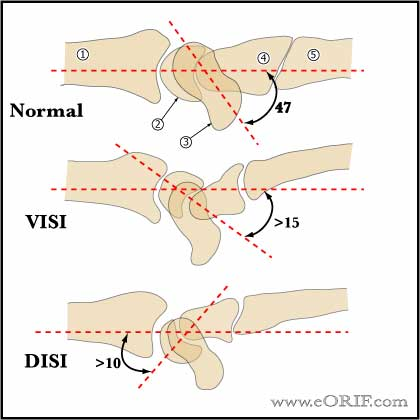 ① ④ ⑤
Normal ② ③ 47
VISI >15
DISI >10
www.eORIF.com